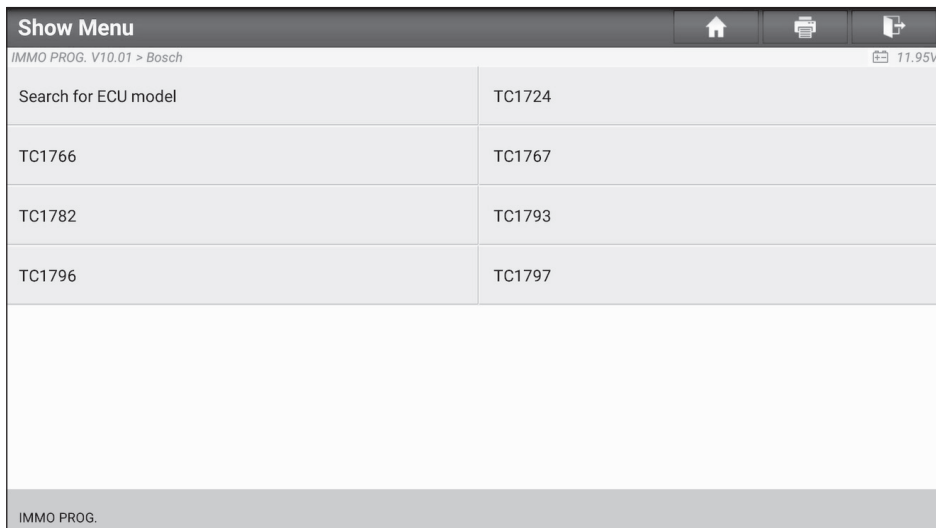 Show Menu
IMMO PROG. V10.01 > Bosch
11.95V
Search for ECU model
TC1724
TC1766
TC1767
TC1782
TC1793
TC1796
TC1797
IMMO PROG.